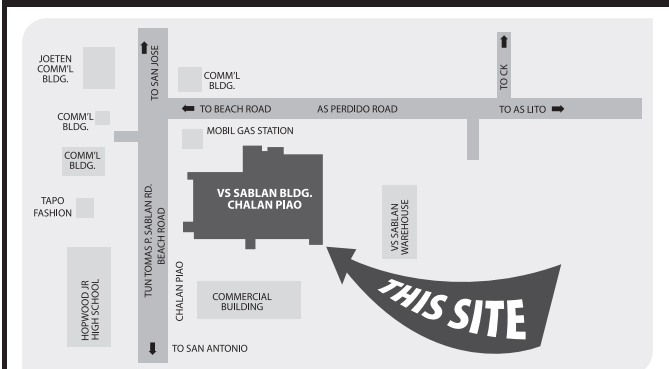 JOETEN
COMM'L
BLDG.
TO SAN JOSE
COMM'L
BLDG.
TO CK
TO BEACH ROAD
AS PERDIDO ROAD
TO AS LITO
COMM'L
BLDG.
MOBIL GAS STATION
COMM'L
BLDG.
VS SABLAN BLDG.
CHALAN PIAO
TAPO
FASHION
TUN TOMAS P. SABLAN RD.
BEACH ROAD
VS SABLAN
WAREHOUSE
HOPWOOD JR
HIGH SCHOOL
CHALAN PIAO
COMMERCIAL
BUILDING
THIS SITE
TO SAN ANTONIO